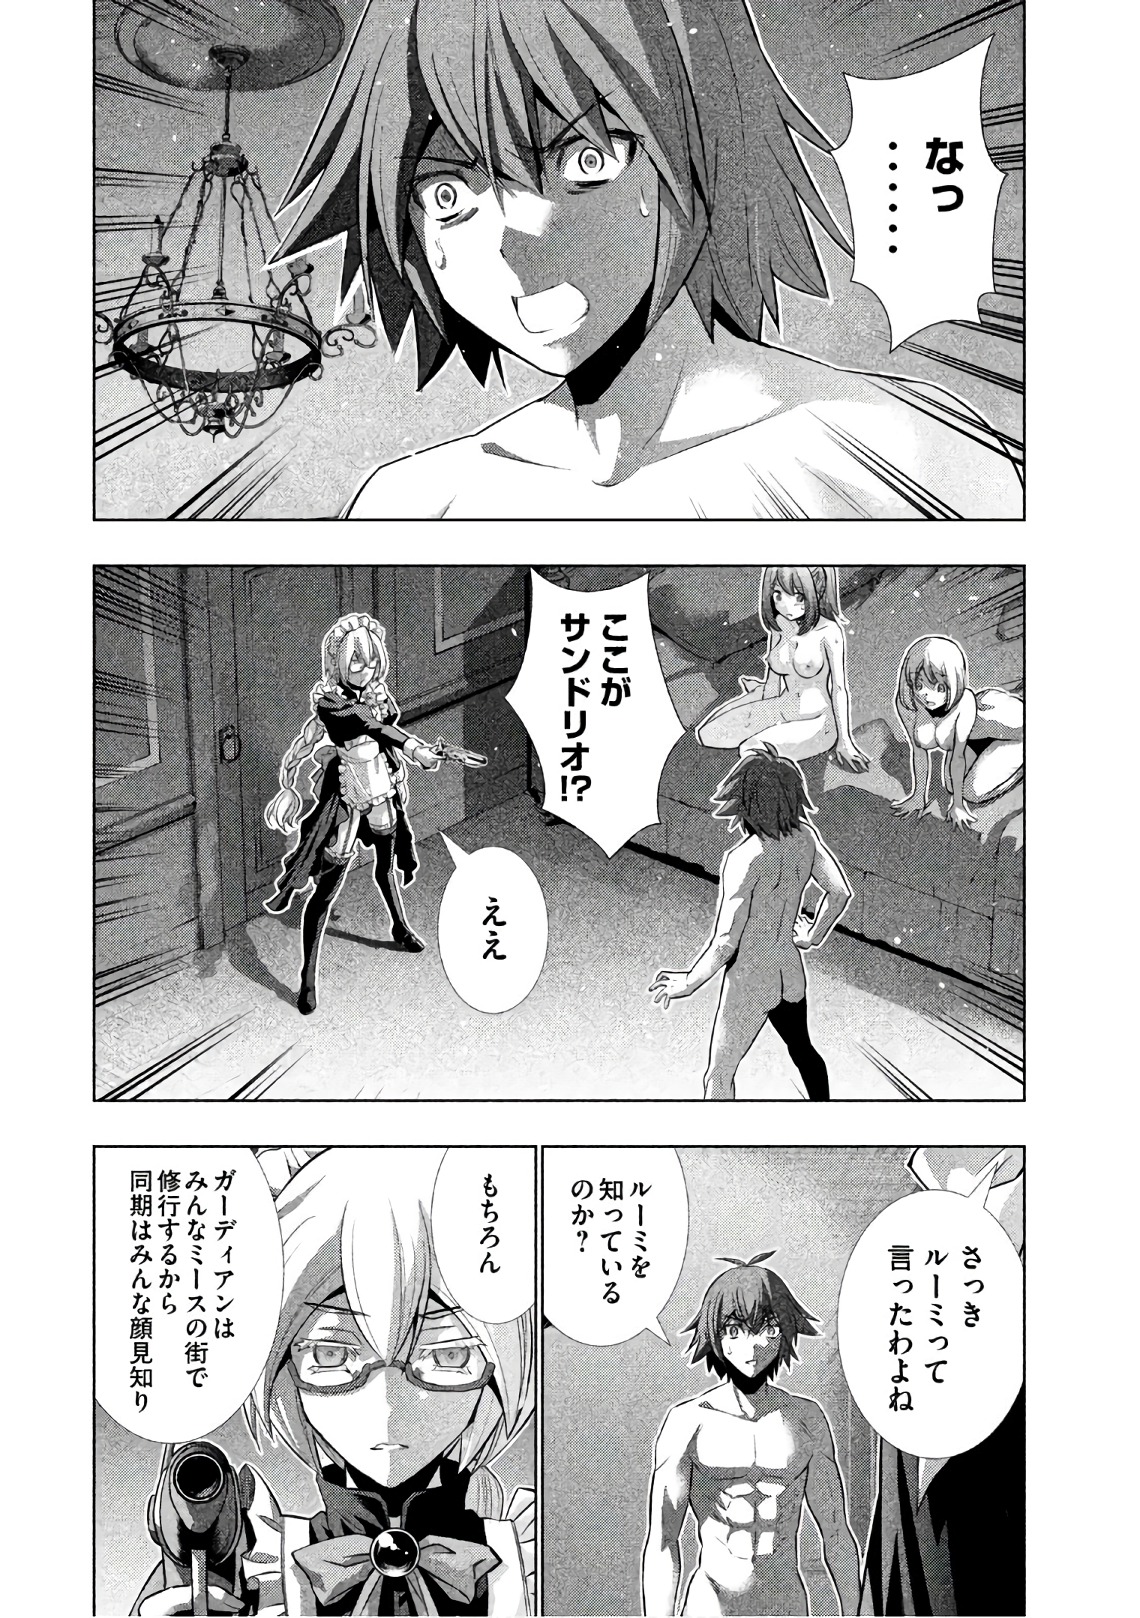 なっ
・・・・・・
ここが
サンドリオ!?
ええ
さっき
ルーミって
言ったわよね
ルーミを
知っている
のか?
もちろん
ガーディアンは
みんなミースの街で
修行するから
同期はみんな顔見知り